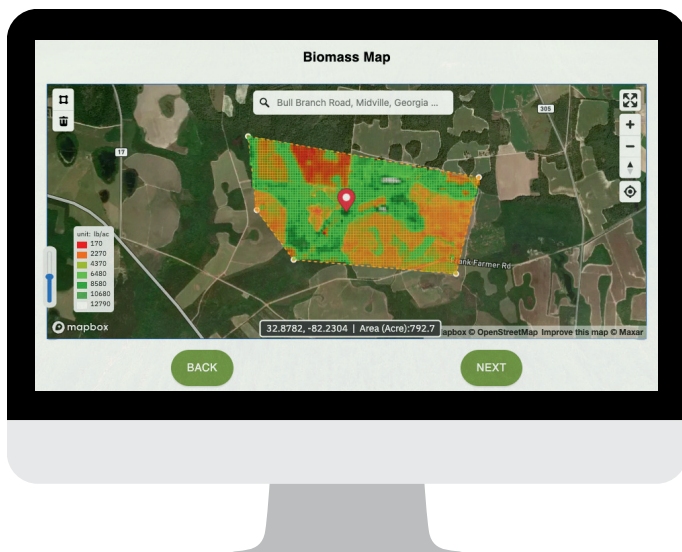 Biomass Map
Bull Branch Road, Midville, Georgia ...
305
17
unit: lb/ac
170
2270
4370
6480
8580
10680
12790
Frank Farmer Rd
mapbox
32.8782, -82.2304 | Area (Acre):792.7
apbox © OpenStreetMap Improve this map © Maxar
BACK
NEXT